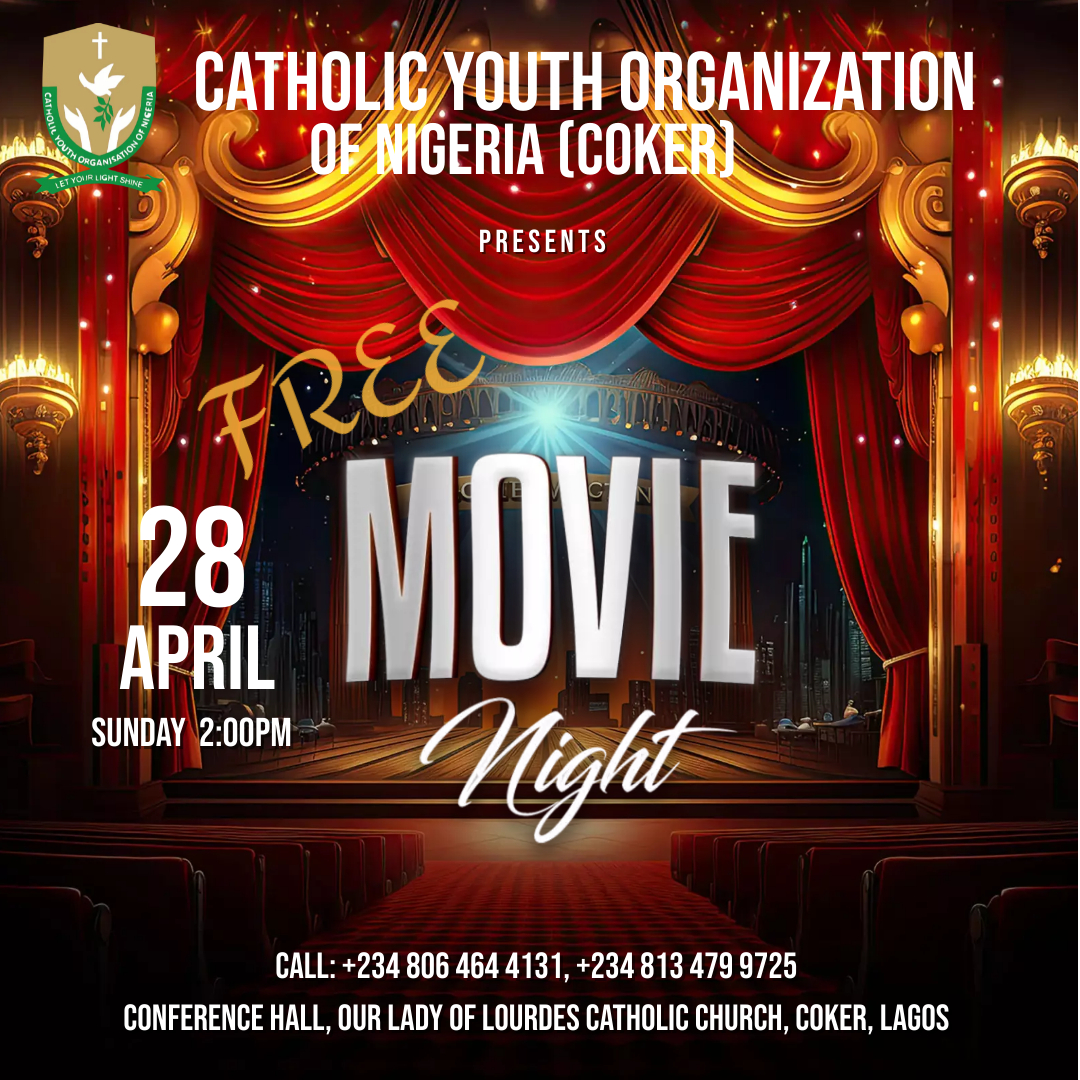 CATHOLIC YOUTH ORGANIZATION
OF NIGERIA (COKER)
CATHOLIC YOUTH ORGANISATION OF NIGERIA
LET YOUR LIGHT SHINE
PRESENTS
FREE
MOVIE
Night
28
APRIL
SUNDAY 2:00PM
CALL: +234 806 464 4131, +234 813 479 9725
CONFERENCE HALL, OUR LADY OF LOURDES CATHOLIC CHURCH, COKER, LAGOS